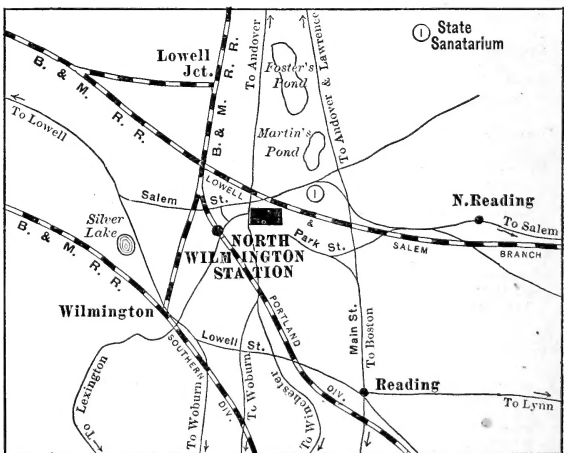 1 State
Sanatarium
To Andover
To Andover & Lawrence
B. & M. R. R.
Lowell
Jct.
B. & M. R. R.
B. & M.
R. R.
Foster's
Pond
Martin's
Pond
To Lowell
LOWELL
Salem St.
1
N. Reading
To Salem
Silver
Lake
&
Park St.
SALEM
BRANCH
B. & M. R. R.
NORTH
WILMINGTON
STATION
Wilmington
PORTLAND
DIV.
Lowell St.
Main St.
To Boston
SOUTHERN
DIV.
Reading
To Lexington
To Woburn
To Woburn
To Winchester
To Lynn